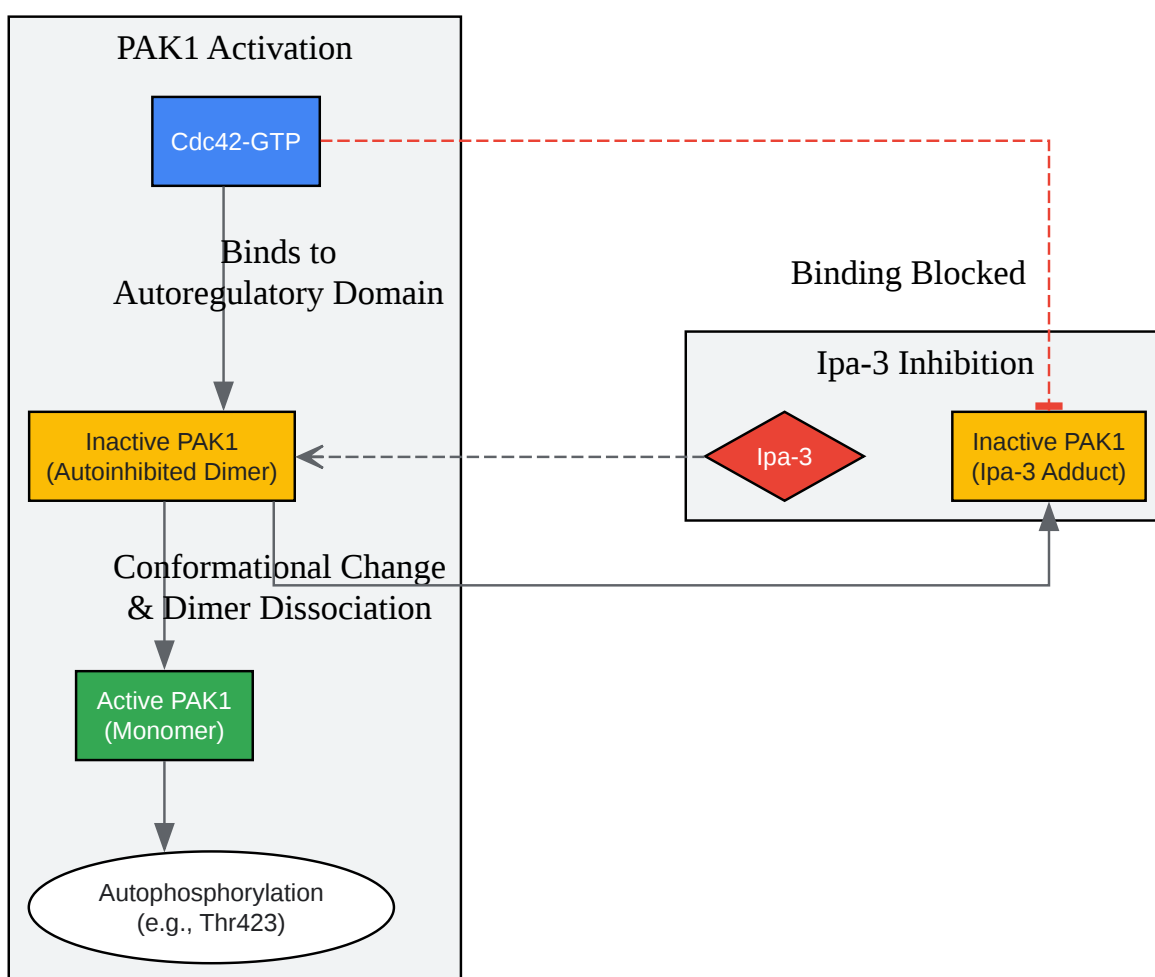 PAK1 Activation
Cdc42-GTP
Binds to
Autoregulatory Domain
Binding Blocked
Ipa-3 Inhibition
Inactive PAK1
(Autoinhibited Dimer)
Ipa-3
Inactive PAK1
(Ipa-3 Adduct)
Conformational Change
& Dimer Dissociation
Active PAK1
(Monomer)
Autophosphorylation
(e.g., Thr423)